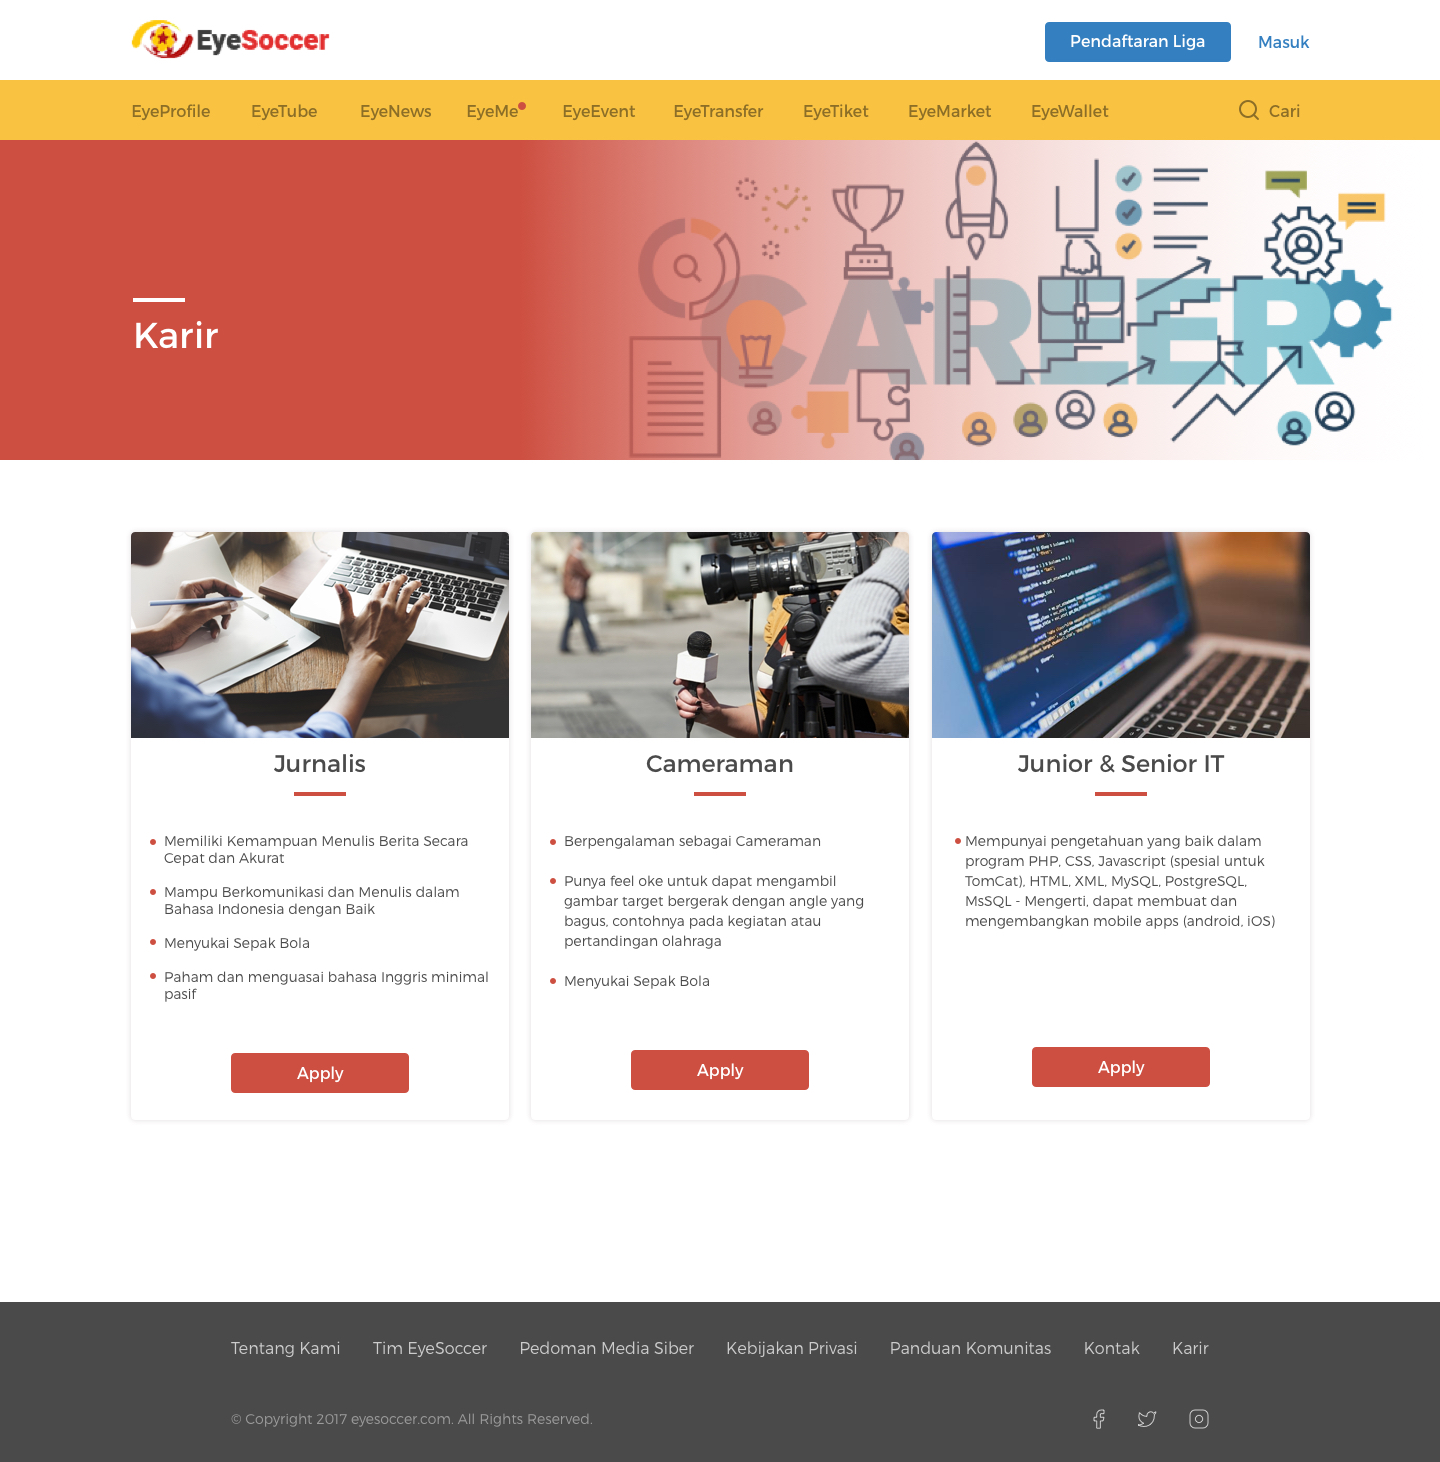 EyeSoccer
Pendaftaran Liga
Masuk
EyeProfile
EyeTube
EyeNews
EyeMe
EyeEvent
EyeTransfer
EyeTiket
EyeMarket
EyeWallet
Cari
CAREER
Karir
Jurnalis
Memiliki Kemampuan Menulis Berita Secara
Cepat dan Akurat
Mampu Berkomunikasi dan Menulis dalam
Bahasa Indonesia dengan Baik
Menyukai Sepak Bola
Paham dan menguasai bahasa Inggris minimal
pasif
Apply
Cameraman
Berpengalaman sebagai Cameraman
Punya feel oke untuk dapat mengambil
gambar target bergerak dengan angle yang
bagus, contohnya pada kegiatan atau
pertandingan olahraga
Menyukai Sepak Bola
Apply
Junior & Senior IT
Mempunyai pengetahuan yang baik dalam
program PHP, CSS, Javascript (spesial untuk
TomCat), HTML, XML, MySQL, PostgreSQL,
MsSQL - Mengerti, dapat membuat dan
mengembangkan mobile apps (android, iOS)
Apply
Tentang Kami
Tim EyeSoccer
Pedoman Media Siber
Kebijakan Privasi
Panduan Komunitas
Kontak
Karir
© Copyright 2017 eyesoccer.com. All Rights Reserved.